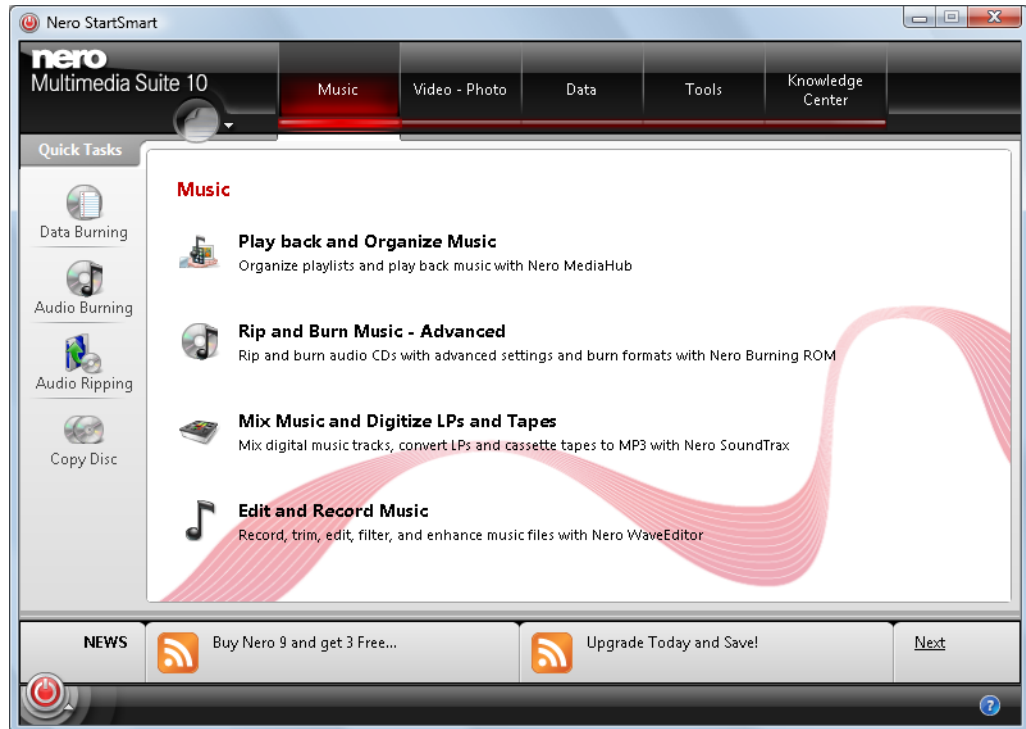 Nero StartSmart
nero
Multimedia Suite 10
Music
Video - Photo
Data
Tools
Knowledge
Center
Quick Tasks
Data Burning
Audio Burning
Audio Ripping
Copy Disc
Music
Play back and Organize Music
Organize playlists and play back music with Nero MediaHub
Rip and Burn Music - Advanced
Rip and burn audio CDs with advanced settings and burn formats with Nero Burning ROM
Mix Music and Digitize LPs and Tapes
Mix digital music tracks, convert LPs and cassette tapes to MP3 with Nero SoundTrax
Edit and Record Music
Record, trim, edit, filter, and enhance music files with Nero WaveEditor
NEWS
Buy Nero 9 and get 3 Free...
Upgrade Today and Save!
Next
?